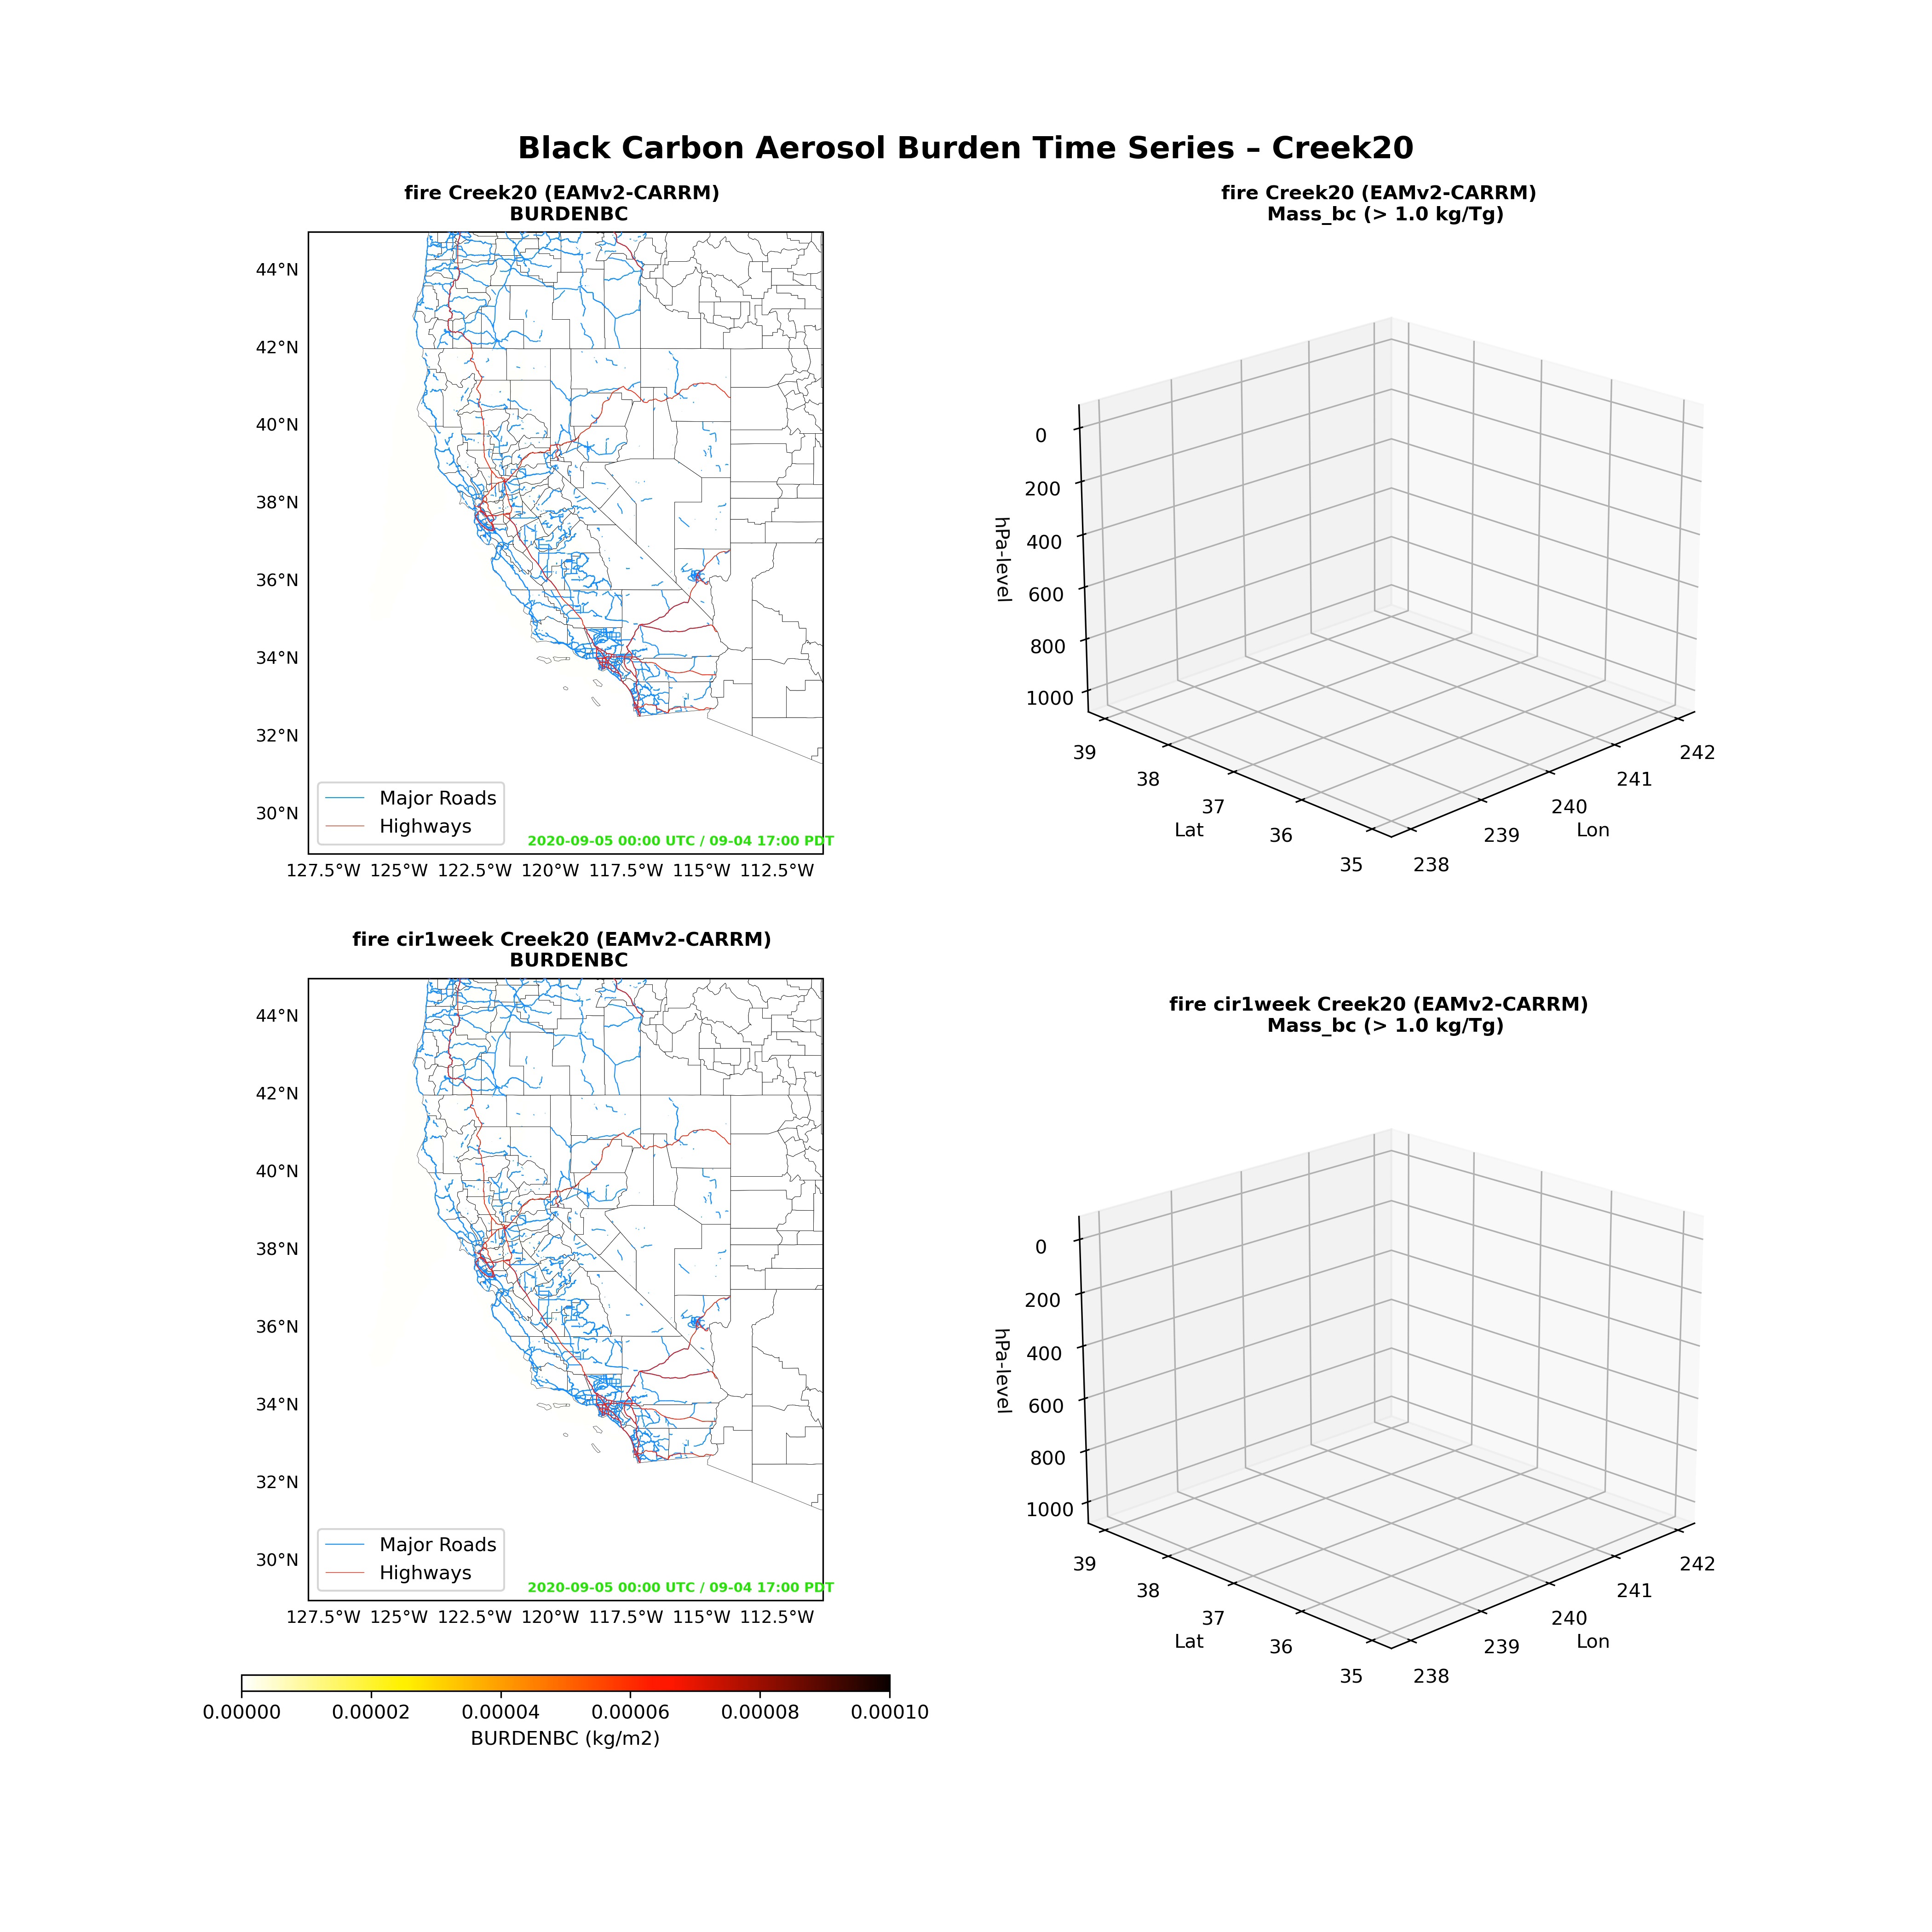 Black Carbon Aerosol Burden Time Series – Creek20
fire Creek20 (EAMv2-CARRM)
BURDENBC
44°N
42°N
40°N
38°N
36°N
34°N
32°N
30°N
Major Roads
Highways
2020-09-05 00:00 UTC / 09-04 17:00 PDT
127.5°W 125°W 122.5°W 120°W 117.5°W 115°W 112.5°W
fire Creek20 (EAMv2-CARRM)
Mass_bc (> 1.0 kg/Tg)
0
200
400
600
800
1000
hPa-level
39
38
37
36
35
Lat
238
239
240
241
242
Lon
fire cir1week Creek20 (EAMv2-CARRM)
BURDENBC
44°N
42°N
40°N
38°N
36°N
34°N
32°N
30°N
Major Roads
Highways
2020-09-05 00:00 UTC / 09-04 17:00 PDT
127.5°W 125°W 122.5°W 120°W 117.5°W 115°W 112.5°W
fire cir1week Creek20 (EAMv2-CARRM)
Mass_bc (> 1.0 kg/Tg)
0
200
400
600
800
1000
hPa-level
39
38
37
36
35
Lat
238
239
240
241
242
Lon
0.00000 0.00002 0.00004 0.00006 0.00008 0.00010
BURDENBC (kg/m2)